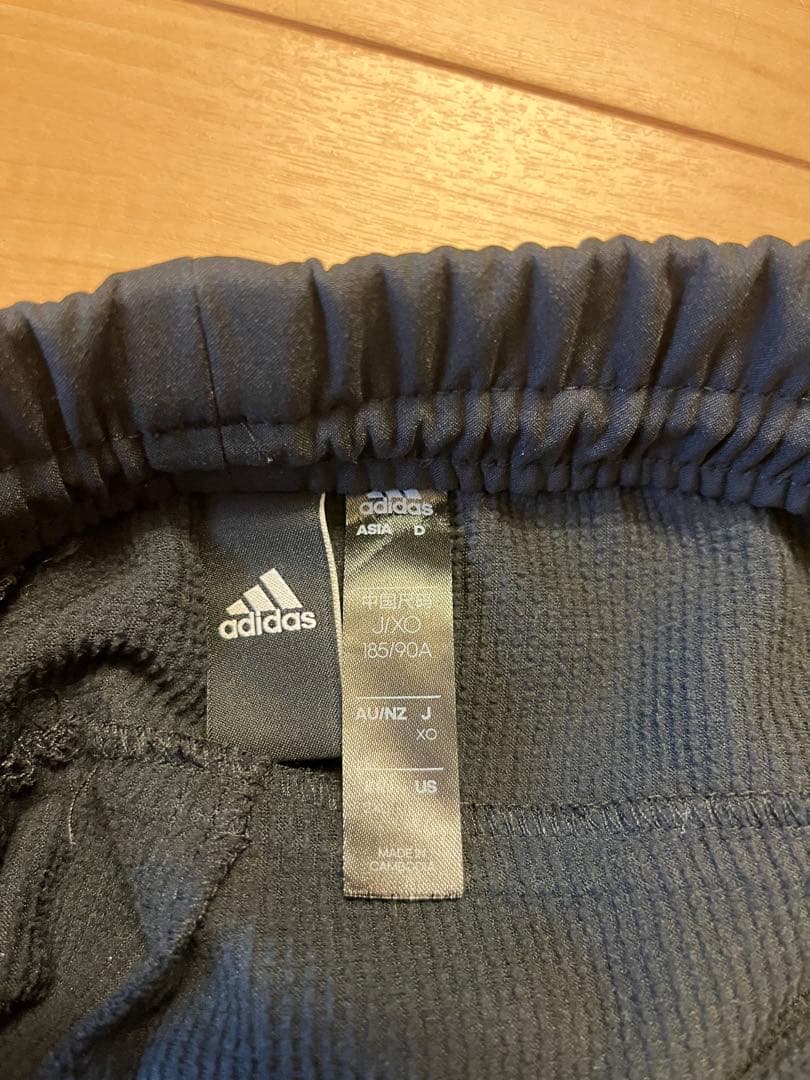 adidas
adidas
ASIA D
中国尺码
J/XO
185/90A
AU/NZ J
XO
US
MADE IN
CAMBODIA